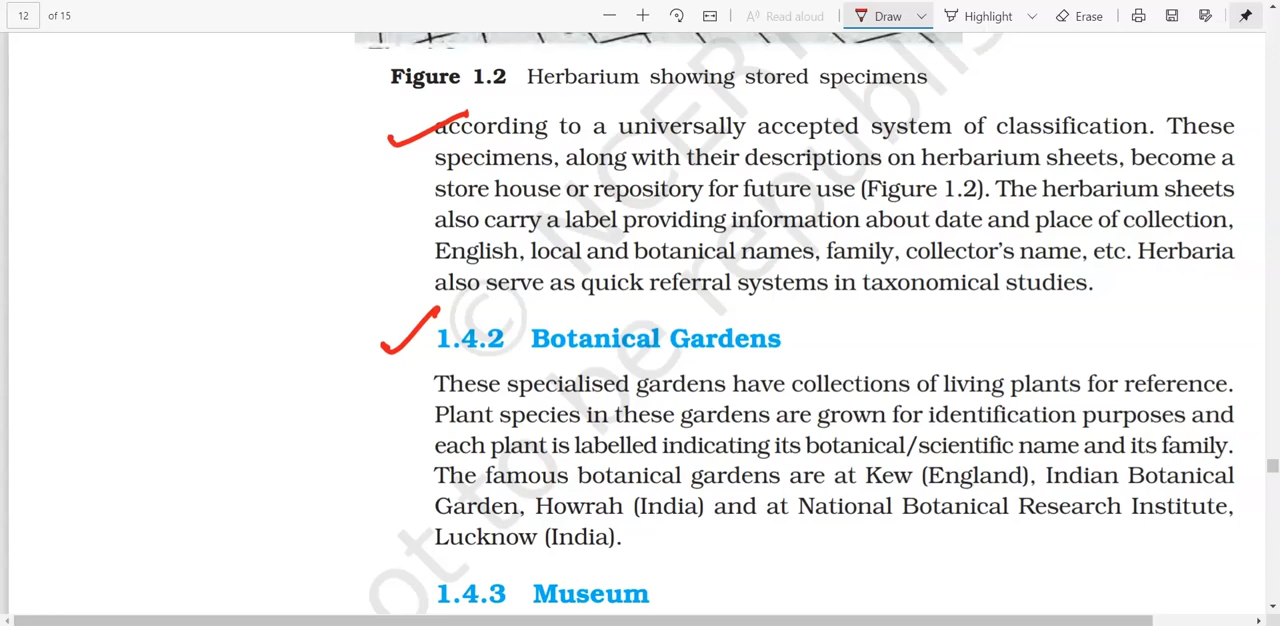 12 of 15
Read aloud
Draw
Highlight
Erase
Figure 1.2 Herbarium showing stored specimens
according to a universally accepted system of classification. These
specimens, along with their descriptions on herbarium sheets, become a
store house or repository for future use (Figure 1.2). The herbarium sheets
also carry a label providing information about date and place of collection,
English, local and botanical names, family, collector's name, etc. Herbaria
also serve as quick referral systems in taxonomical studies.
1.4.2 Botanical Gardens
These specialised gardens have collections of living plants for reference.
Plant species in these gardens are grown for identification purposes and
each plant is labelled indicating its botanical/scientific name and its family.
The famous botanical gardens are at Kew (England), Indian Botanical
Garden, Howrah (India) and at National Botanical Research Institute,
Lucknow (India).
1.4.3 Museum
© NCERT
not to be republis